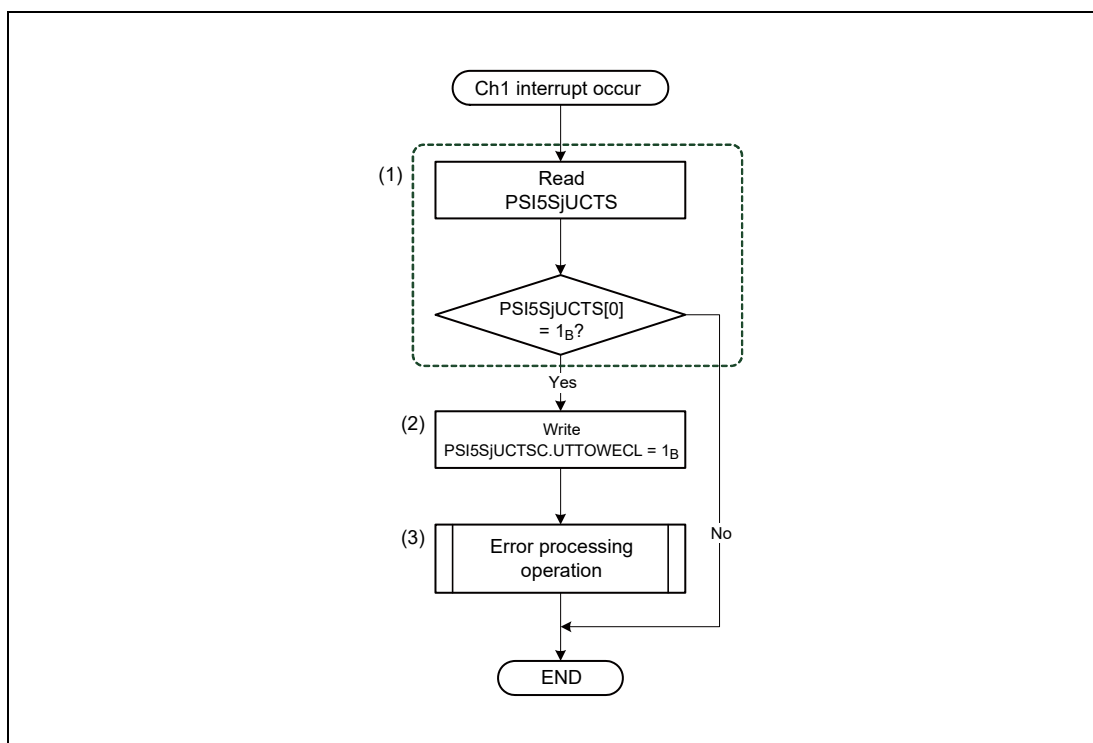 Ch1 interrupt occur
(1)
Read
PSI5SjUCTS
PSI5SjUCTS[0]
= 1B?
Yes
(2)
Write
PSI5SjUCTSC.UTTOWECL = 1B
(3)
Error processing
operation
No
END